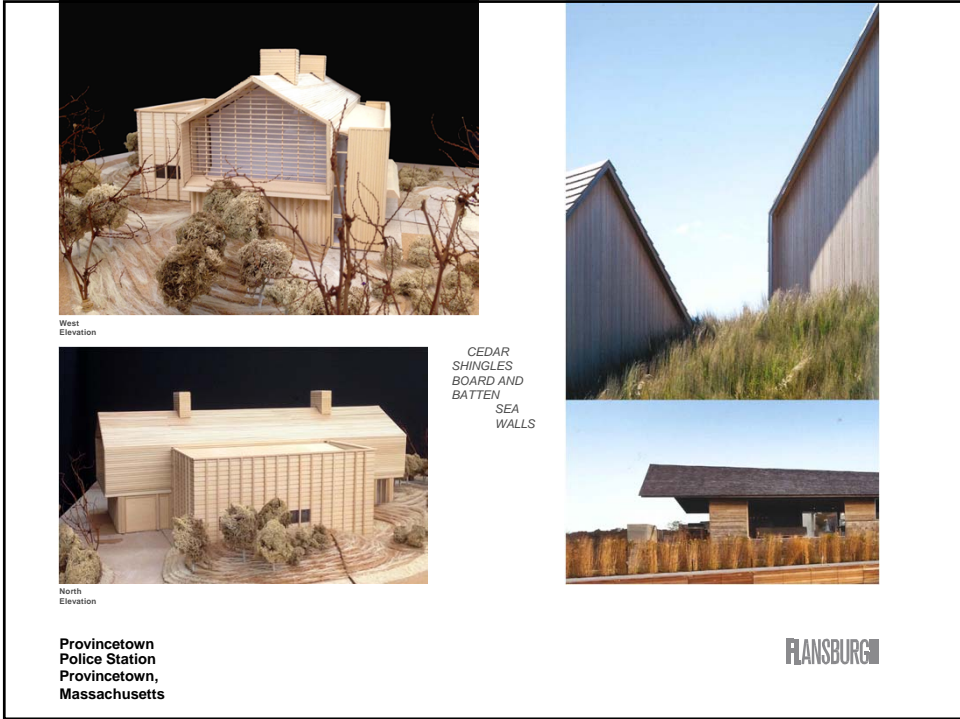 West
Elevation
CEDAR
SHINGLES
BOARD AND
BATTEN
SEA
WALLS
North
Elevation
Provincetown
Police Station
Provincetown,
Massachusetts
FLANSBURGH